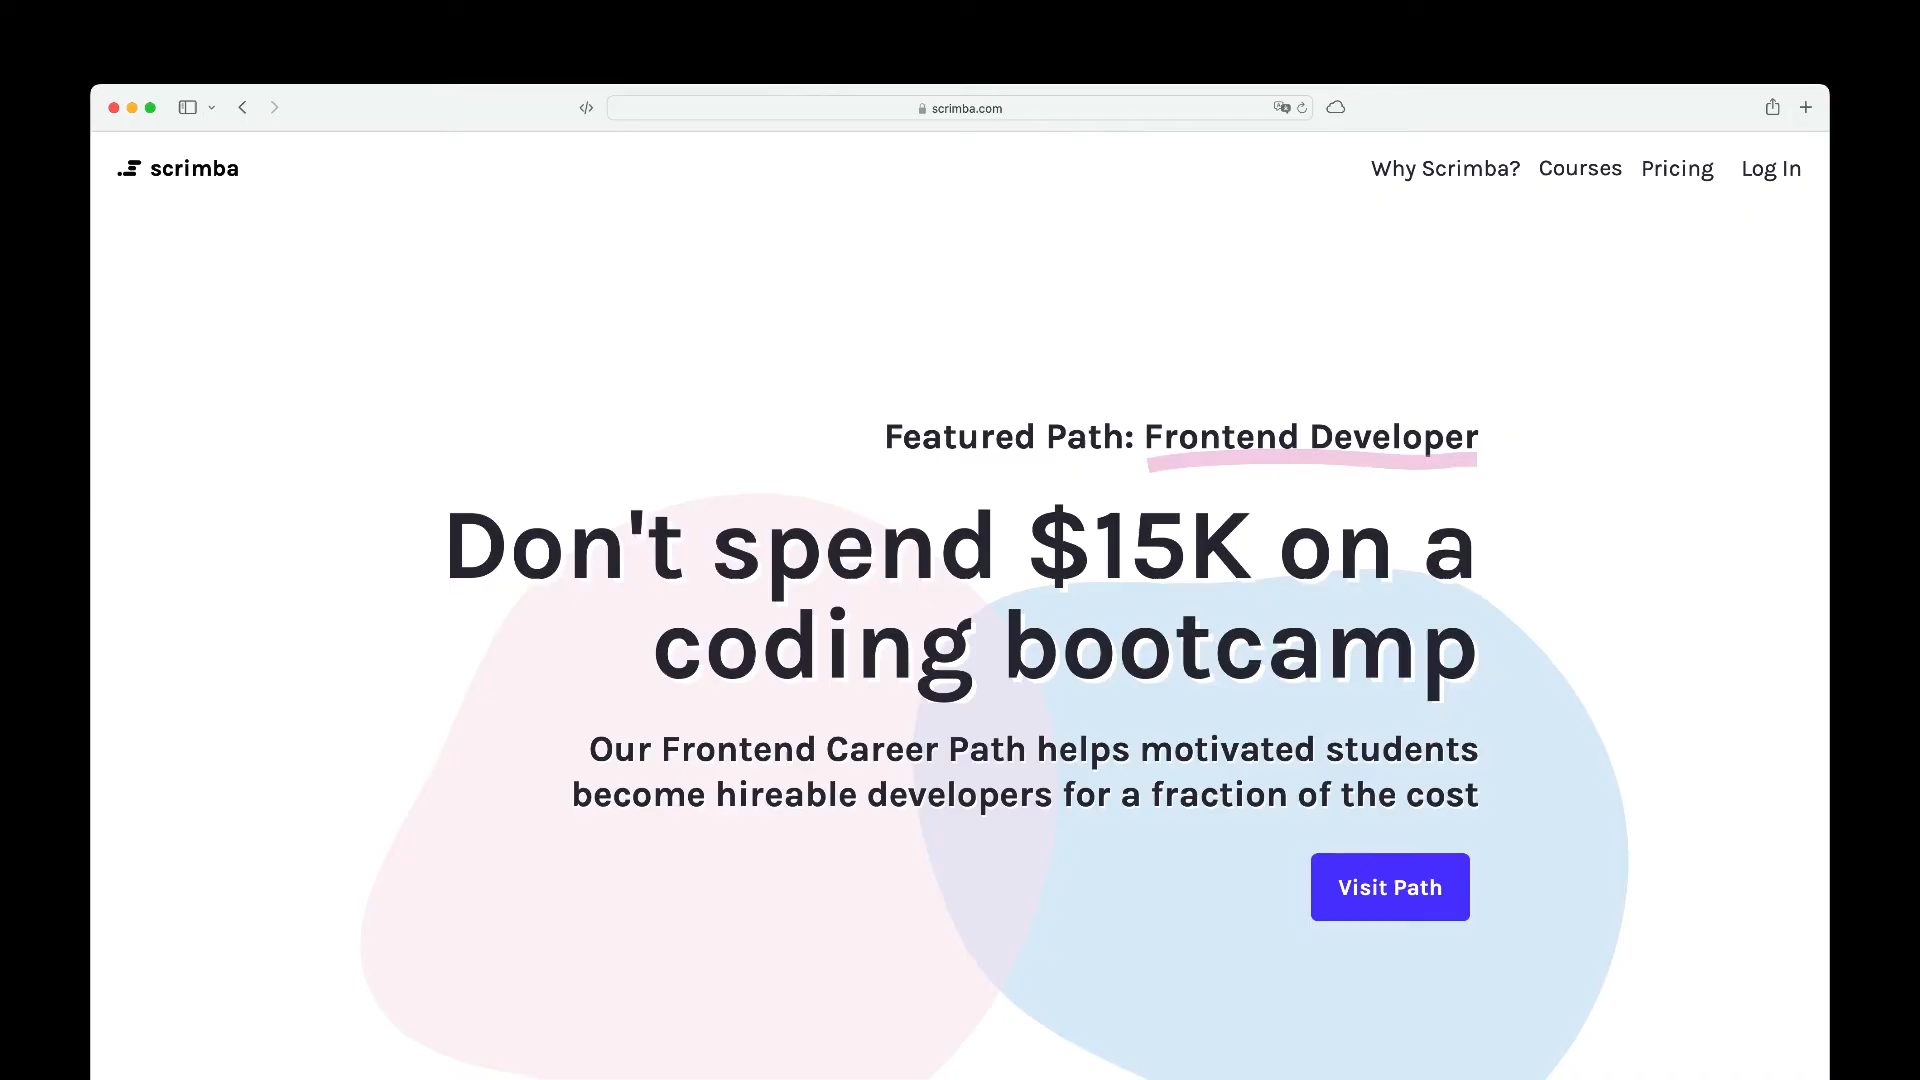 scrimba.com
scrimba
Why Scrimba? Courses Pricing Log In
Featured Path: Frontend Developer
Don't spend $15K on a
coding bootcamp
Our Frontend Career Path helps motivated students
become hireable developers for a fraction of the cost
Visit Path